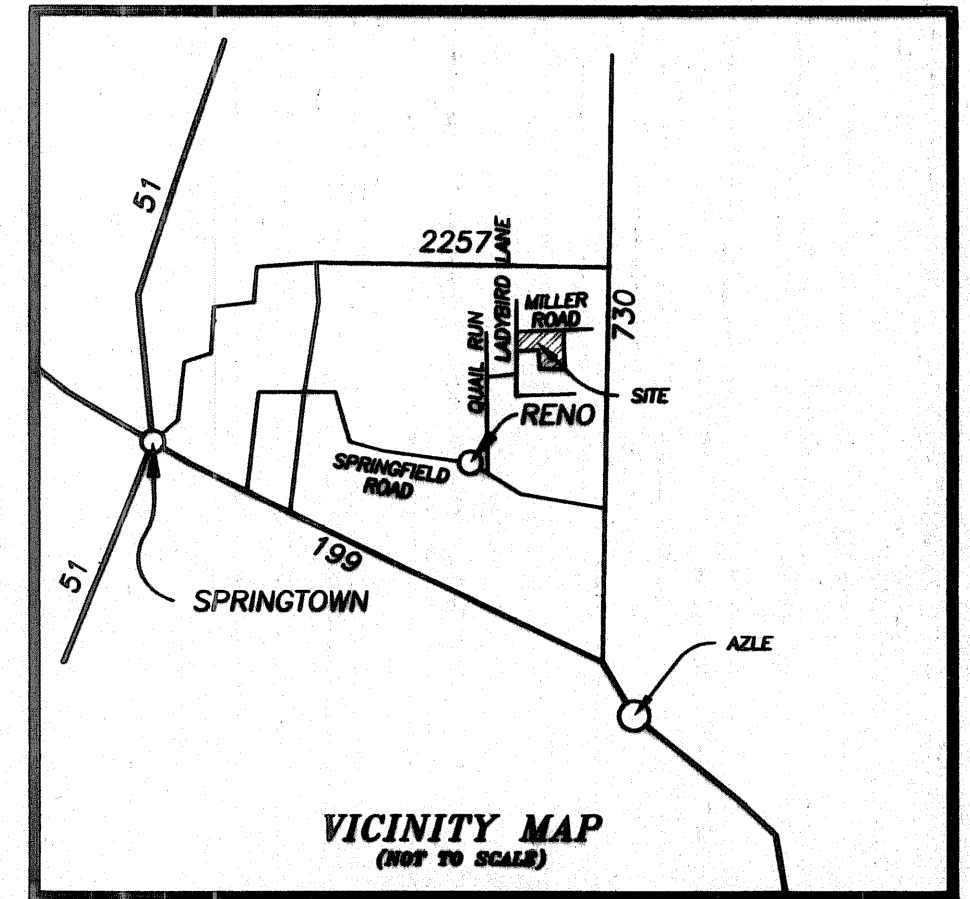 51
2257
LADYBIRD LANE
MILLER
ROAD
730
QUAIL RUN
SITE
RENO
SPRINGFIELD
ROAD
199
51
SPRINGTOWN
AZLE
VICINITY MAP
(NOT TO SCALE)